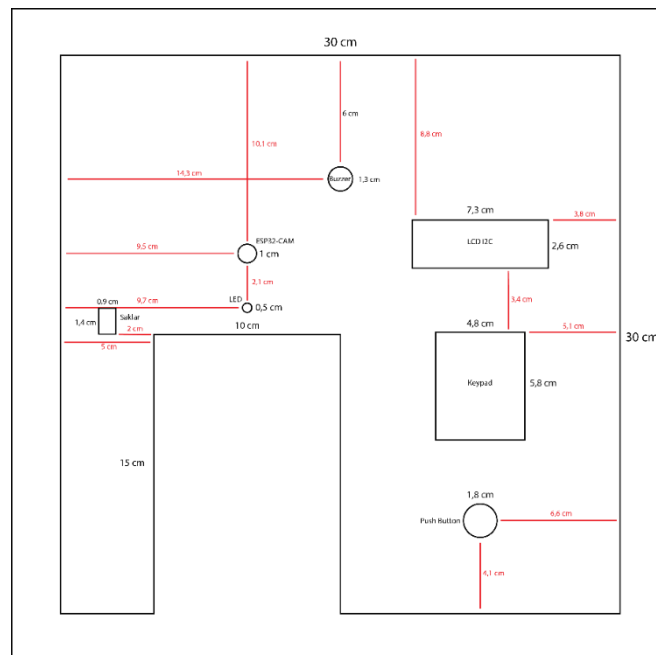 30 cm
6 cm
10,1 cm
8,8 cm
14,3 cm
Buzzer
1,3 cm
7,3 cm
3,8 cm
ESP32-CAM
9,5 cm
1 cm
LCD I2C
2,6 cm
2,1 cm
LED
0,9 cm
9,7 cm
0,5 cm
3,4 cm
1,4 cm
Saklar
2 cm
10 cm
4,8 cm
5,1 cm
30 cm
5 cm
Keypad
5,8 cm
15 cm
1,8 cm
Push Button
6,6 cm
4,1 cm